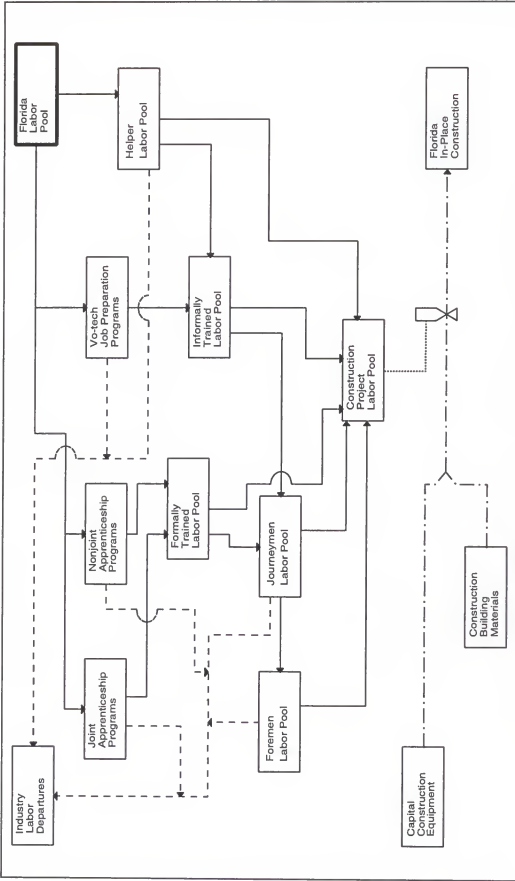 Industry
Labor
Departures
Florida
Labor
Pool
Joint
Apprenticeship
Programs
Nonjoint
Apprenticeship
Programs
Vo-tech
Job Preparation
Programs
Helper
Labor Pool
Formally
Trained
Labor Pool
Informally
Trained
Labor Pool
Foremen
Labor Pool
Journeymen
Labor Pool
Construction
Project
Labor Pool
Capital
Construction
Equipment
Construction
Building
Materials
Florida
In-Place
Construction